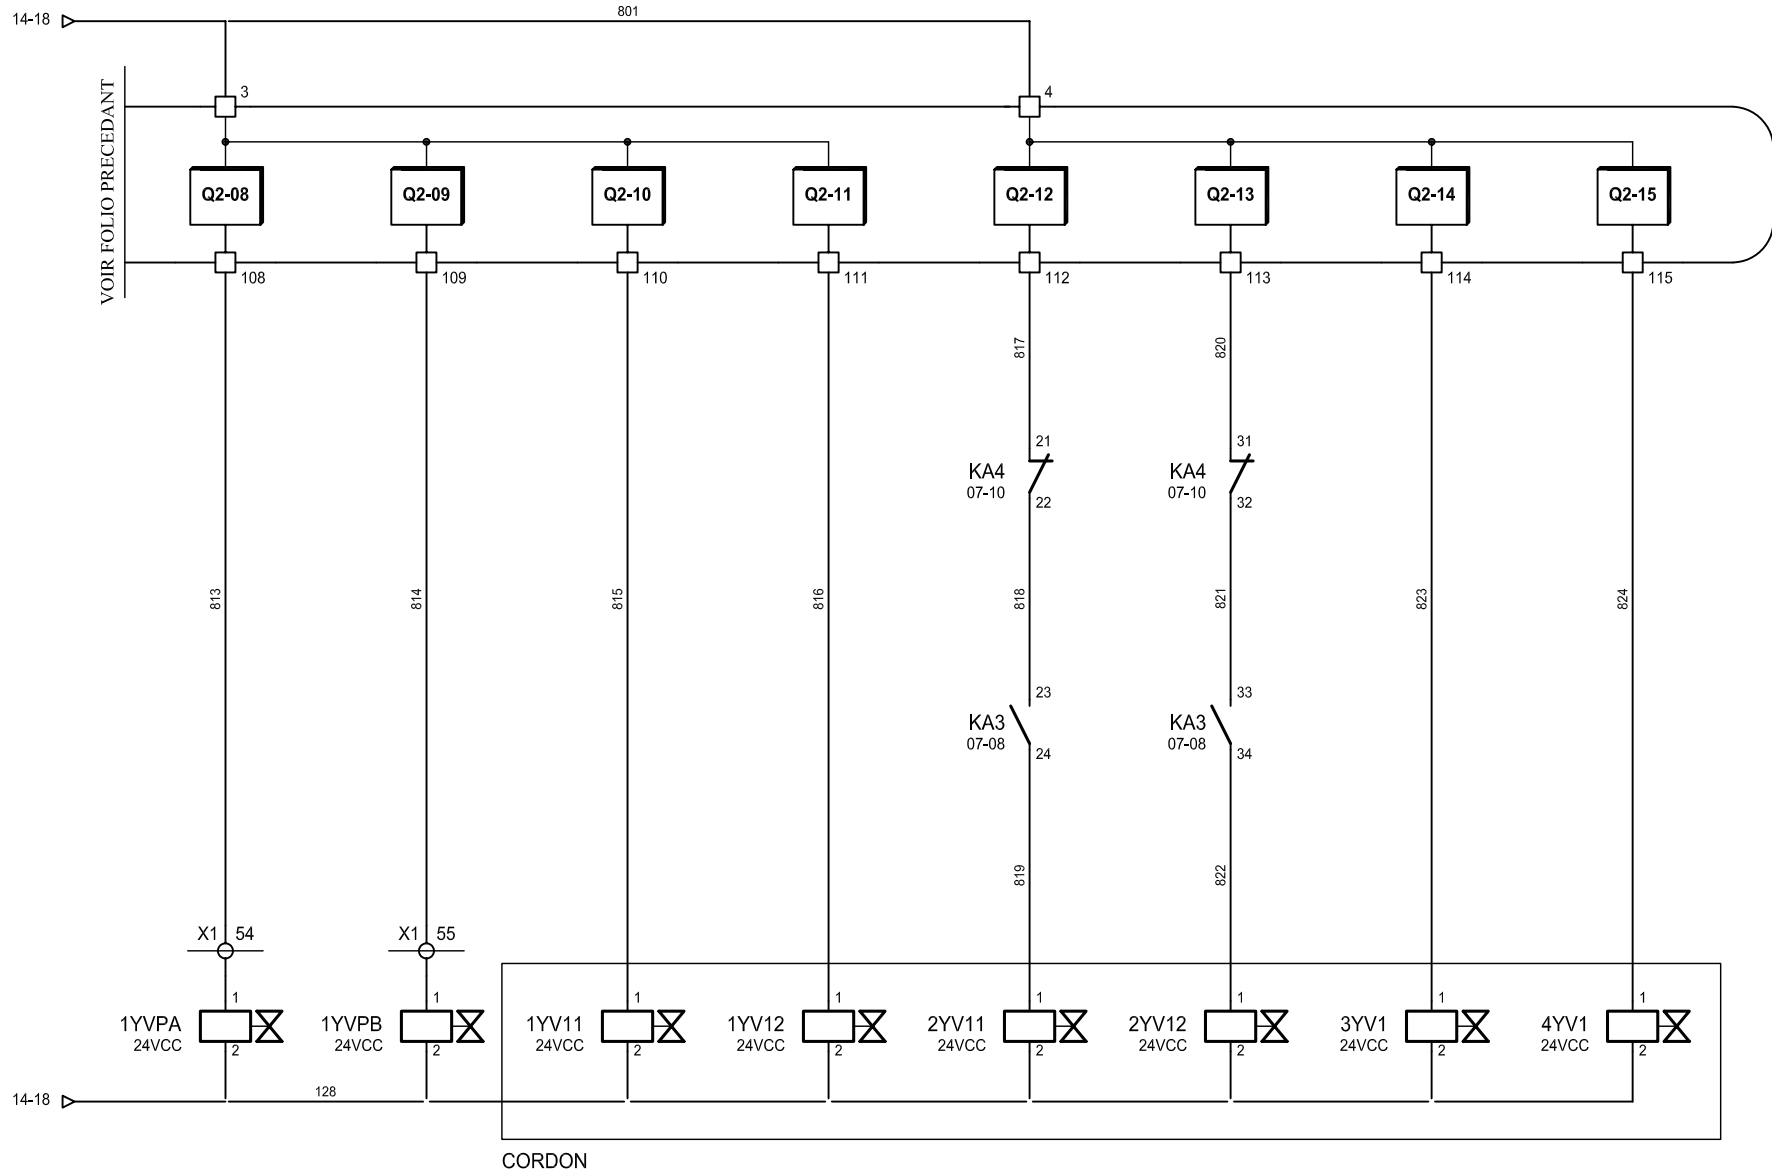 14-18
801
VOIR FOLIO PRECEDANT
3
4
Q2-08
Q2-09
Q2-10
Q2-11
Q2-12
Q2-13
Q2-14
Q2-15
108
109
110
111
112
113
114
115
817
820
21
31
KA4
07-10
22
KA4
07-10
32
813
814
815
816
818
821
823
824
23
33
KA3
07-08
24
KA3
07-08
34
819
822
X1 54
X1 55
1
1
1
1
1
1
1
1
1YVPA
24VCC
2
1YVPB
24VCC
2
1YV11
24VCC
2
1YV12
24VCC
2
2YV11
24VCC
2
2YV12
24VCC
2
3YV1
24VCC
2
4YV1
24VCC
2
14-18
128
CORDON